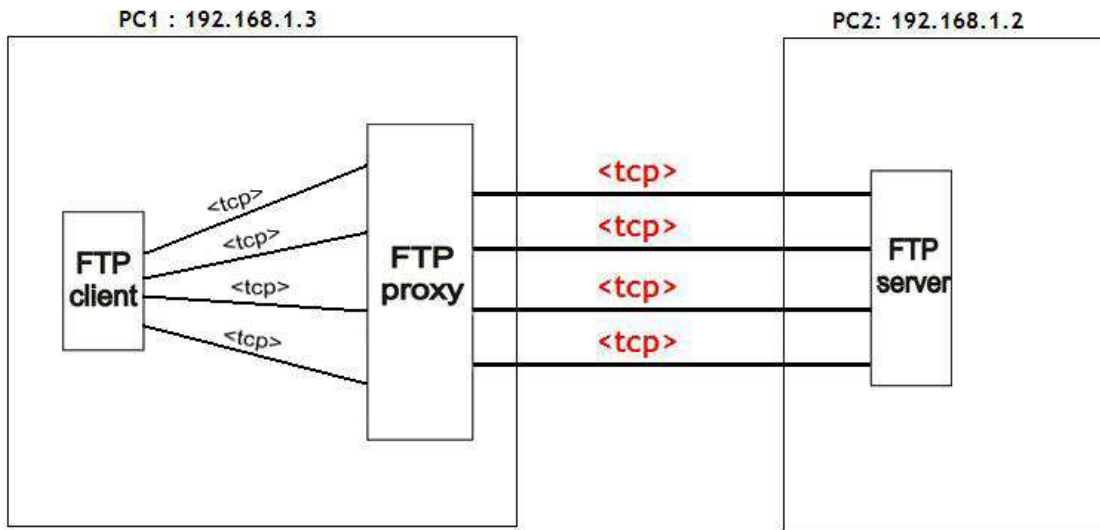 PC1 : 192.168.1.3
PC2: 192.168.1.2
<tcp>
<tcp>
<tcp>
<tcp>
FTP
client
FTP
proxy
<tcp>
<tcp>
<tcp>
<tcp>
FTP
server